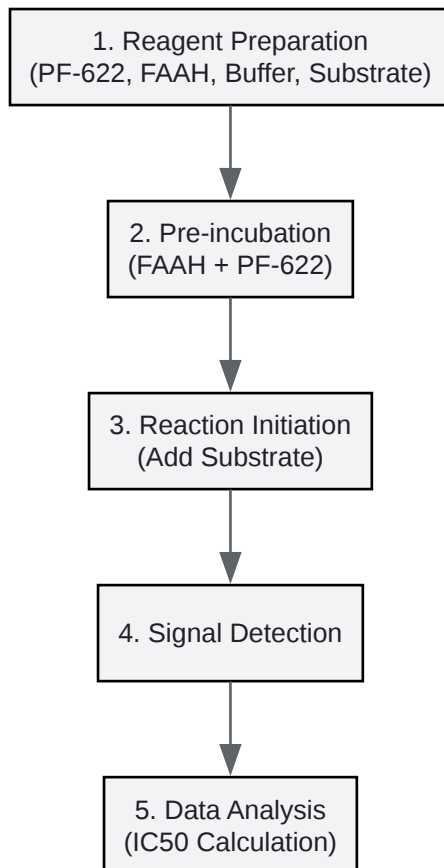 1. Reagent Preparation
(PF-622, FAAH, Buffer, Substrate)
2. Pre-incubation
(FAAH + PF-622)
3. Reaction Initiation
(Add Substrate)
4. Signal Detection
5. Data Analysis
(IC50 Calculation)